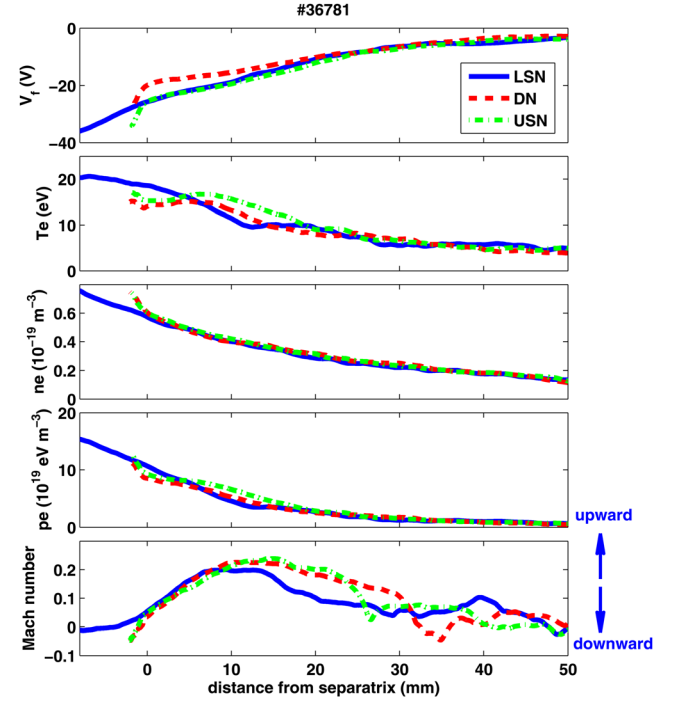 #36781
0
−20
−40
V_f (V)
LSN
DN
USN
20
10
0
Te (eV)
0.6
0.4
0.2
0
ne (10^−19 m^−3)
20
10
0
pe (10^19 eV m^−3)
upward
0.2
0.1
0
−0.1
Mach number
downward
0 10 20 30 40 50
distance from separatrix (mm)